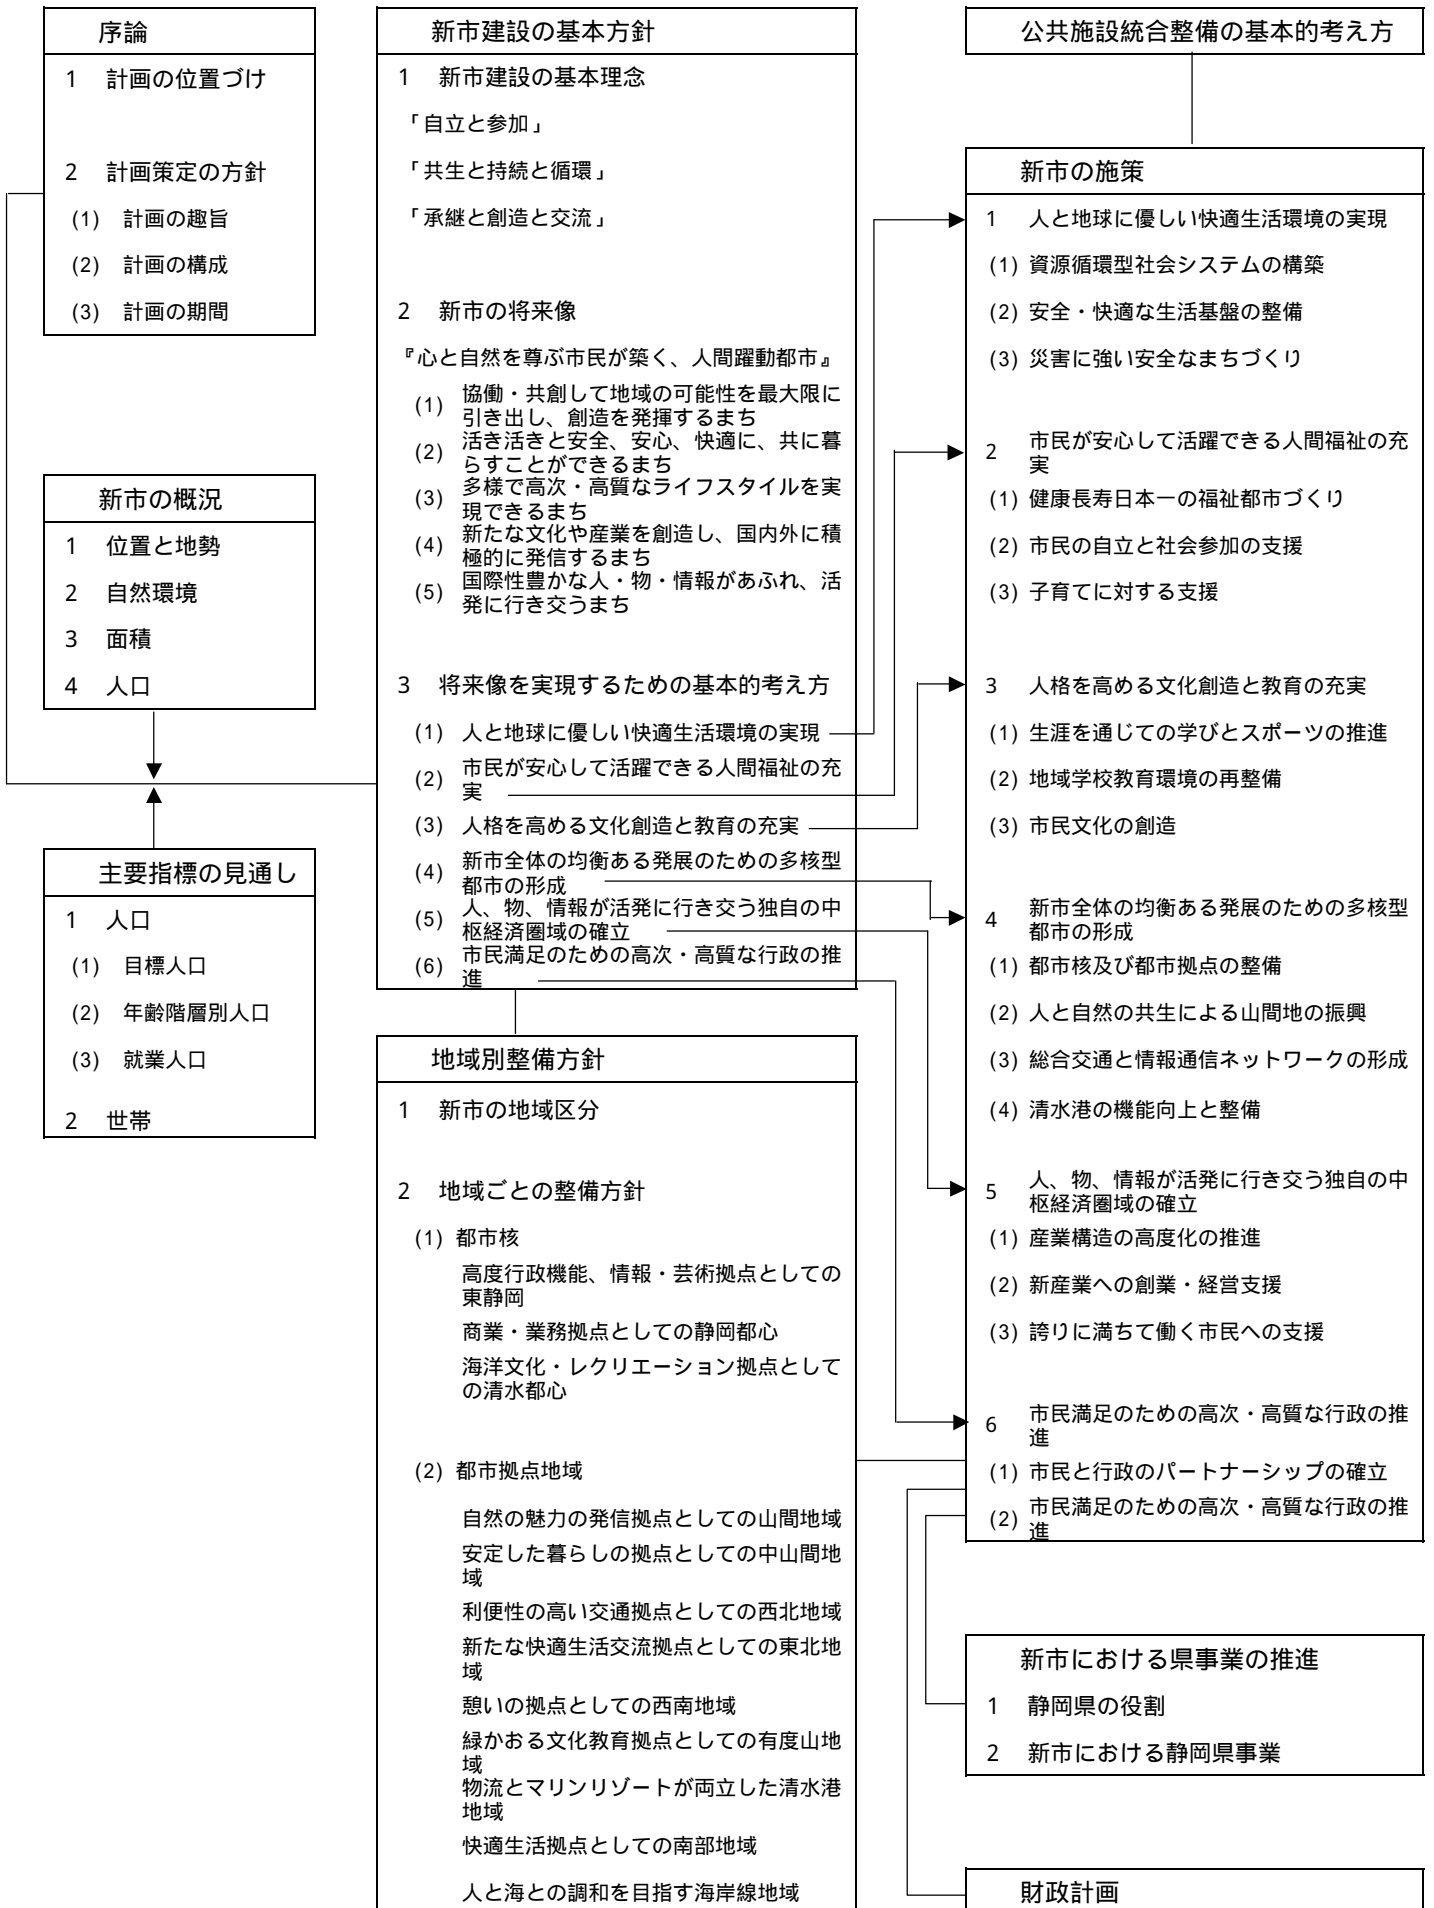 序論
1 計画の位置づけ
2 計画策定の方針
(1) 計画の趣旨
(2) 計画の構成
(3) 計画の期間
新市の概況
1 位置と地勢
2 自然環境
3 面積
4 人口
主要指標の見通し
1 人口
(1) 目標人口
(2) 年齢階層別人口
(3) 就業人口
2 世帯
新市建設の基本方針
1 新市建設の基本理念
「自立と参加」
「共生と持続と循環」
「承継と創造と交流」
2 新市の将来像
『心と自然を尊ぶ市民が築く、人間躍動都市』
(1) 協働・共創して地域の可能性を最大限に
引き出し、創造を発揮するまち
(2) 活き活きと安全、安心、快適に、共に暮
らすことができるまち
(3) 多様で高次・高質なライフスタイルを実
現できるまち
(4) 新たな文化や産業を創造し、国内外に積
極的に発信するまち
(5) 国際性豊かな人・物・情報があふれ、活
発に行き交うまち
3 将来像を実現するための基本的考え方
(1) 人と地球に優しい快適生活環境の実現
(2) 市民が安心して活躍できる人間福祉の充
実
(3) 人格を高める文化創造と教育の充実
(4) 新市全体の均衡ある発展のための多核型
都市の形成
(5) 人、物、情報が活発に行き交う独自の中
枢経済圏域の確立
(6) 市民満足のための高次・高質な行政の推
進
地域別整備方針
1 新市の地域区分
2 地域ごとの整備方針
(1) 都市核
高度行政機能、情報・芸術拠点としての
東静岡
商業・業務拠点としての静岡都心
海洋文化・レクリエーション拠点として
の清水都心
(2) 都市拠点地域
自然の魅力の発信拠点としての山間地域
安定した暮らしの拠点としての中山間地
域
利便性の高い交通拠点としての西北地域
新たな快適生活交流拠点としての東北地
域
憩いの拠点としての西南地域
緑かおる文化教育拠点としての有度山地
域
物流とマリンリゾートが両立した清水港
地域
快適生活拠点としての南部地域
人と海との調和を目指す海岸線地域
公共施設統合整備の基本的考え方
新市の施策
1 人と地球に優しい快適生活環境の実現
(1) 資源循環型社会システムの構築
(2) 安全・快適な生活基盤の整備
(3) 災害に強い安全なまちづくり
2 市民が安心して活躍できる人間福祉の充
実
(1) 健康長寿日本一の福祉都市づくり
(2) 市民の自立と社会参加の支援
(3) 子育てに対する支援
3 人格を高める文化創造と教育の充実
(1) 生涯を通じての学びとスポーツの推進
(2) 地域学校教育環境の再整備
(3) 市民文化の創造
4 新市全体の均衡ある発展のための多核型
都市の形成
(1) 都市核及び都市拠点の整備
(2) 人と自然の共生による山間地の振興
(3) 総合交通と情報通信ネットワークの形成
(4) 清水港の機能向上と整備
5 人、物、情報が活発に行き交う独自の中
枢経済圏域の確立
(1) 産業構造の高度化の推進
(2) 新産業への創業・経営支援
(3) 誇りに満ちて働く市民への支援
6 市民満足のための高次・高質な行政の推
進
(1) 市民と行政のパートナーシップの確立
(2) 市民満足のための高次・高質な行政の推
進
新市における県事業の推進
1 静岡県の役割
2 新市における静岡県事業
財政計画